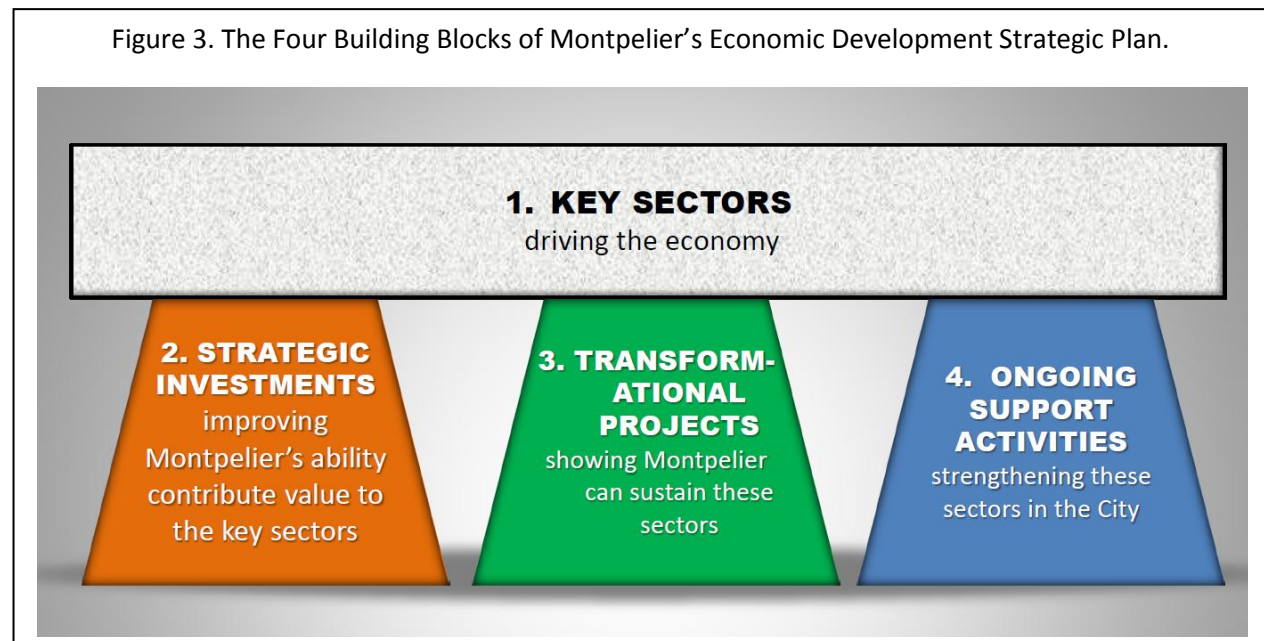 Figure 3. The Four Building Blocks of Montpelier’s Economic Development Strategic Plan.
1. KEY SECTORS
driving the economy
2. STRATEGIC
INVESTMENTS
improving
Montpelier’s ability
contribute value to
the key sectors
3. TRANSFORM-
ATIONAL
PROJECTS
showing Montpelier
can sustain these
sectors
4. ONGOING
SUPPORT
ACTIVITIES
strengthening these
sectors in the City